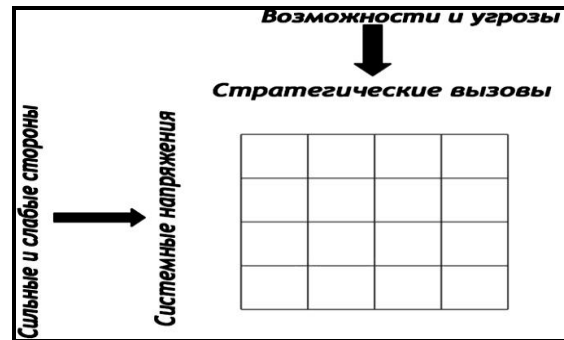 Возможности и угрозы
Стратегические вызовы
Сильные и слабые стороны
Системные напряжения